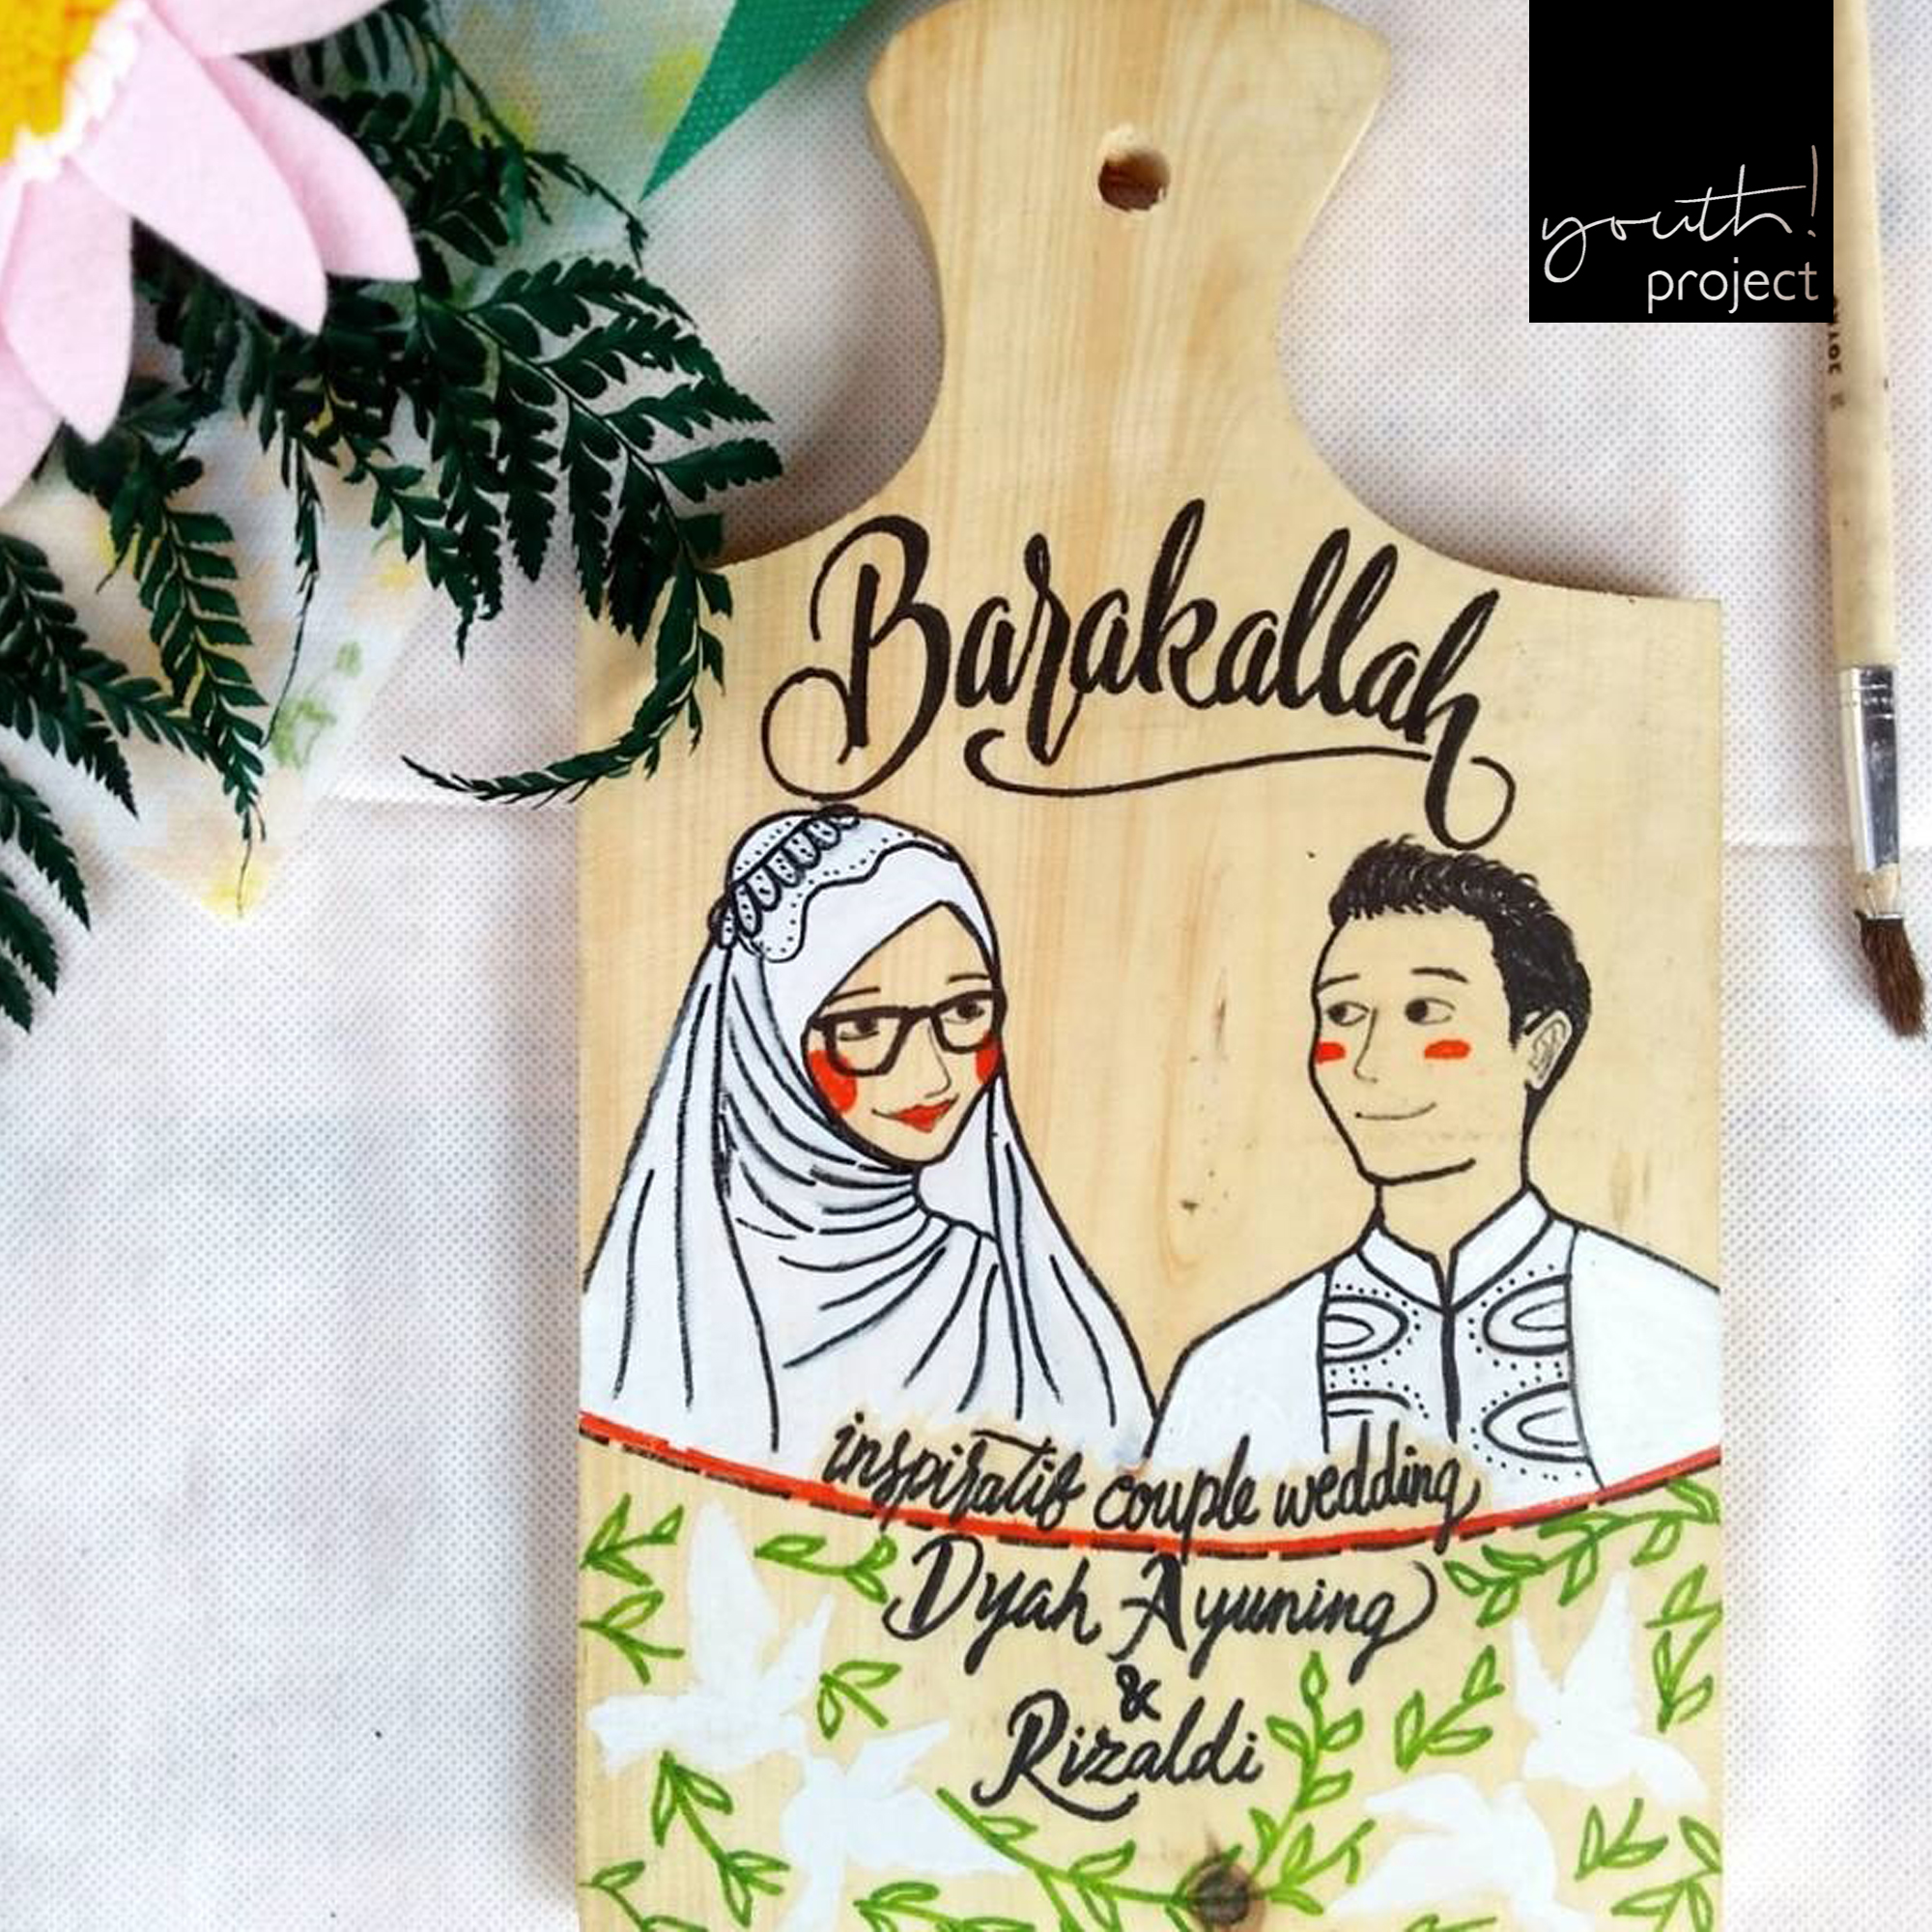 youth!
project
Barakallah
inspiratif couple wedding
Dyah Ayuning
&
Rizaldi